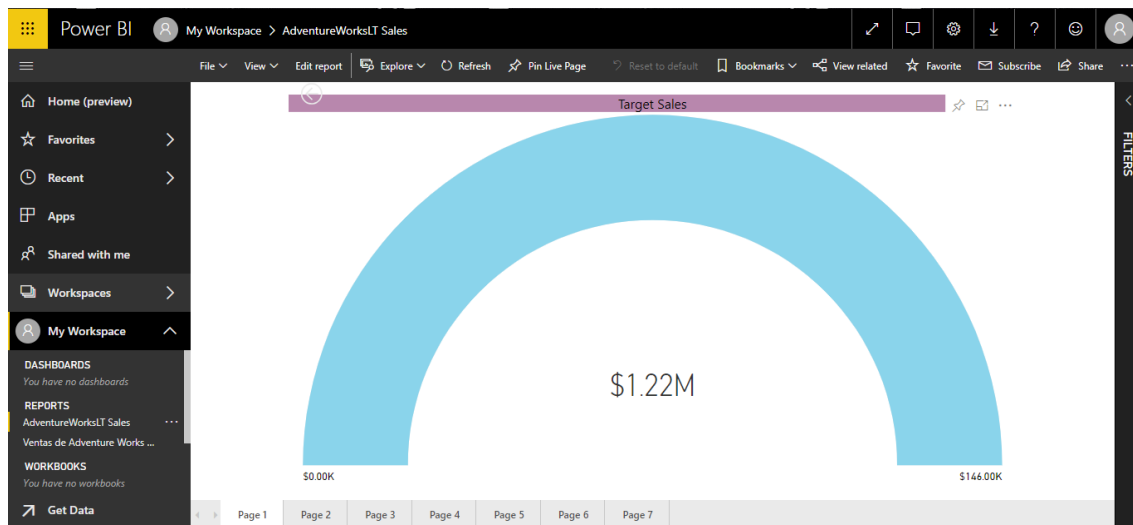 Power BI My Workspace > AdventureWorksLT Sales ?
File View Edit report Explore Refresh Pin Live Page Reset to default Bookmarks View related Favorite Subscribe Share ...
Home (preview)
Favorites
Recent
Apps
Shared with me
Workspaces
My Workspace
DASHBOARDS
You have no dashboards
REPORTS
AdventureWorksLT Sales ...
Ventas de Adventure Works ...
WORKBOOKS
You have no workbooks
Get Data
Target Sales ...
$1.22M
$0.00K $146.00K
Page 1 Page 2 Page 3 Page 4 Page 5 Page 6 Page 7
FILTERS